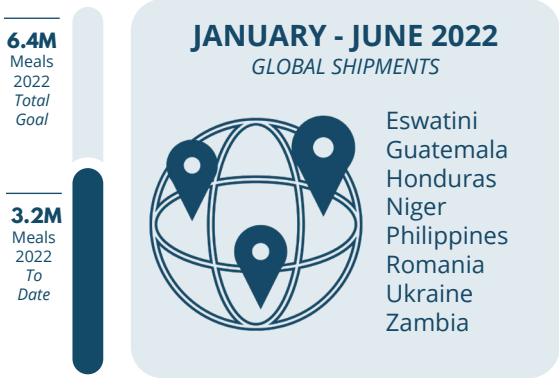 6.4M
Meals
2022
Total
Goal
3.2M
Meals
2022
To
Date
JANUARY - JUNE 2022
GLOBAL SHIPMENTS
Eswatini
Guatemala
Honduras
Niger
Philippines
Romania
Ukraine
Zambia